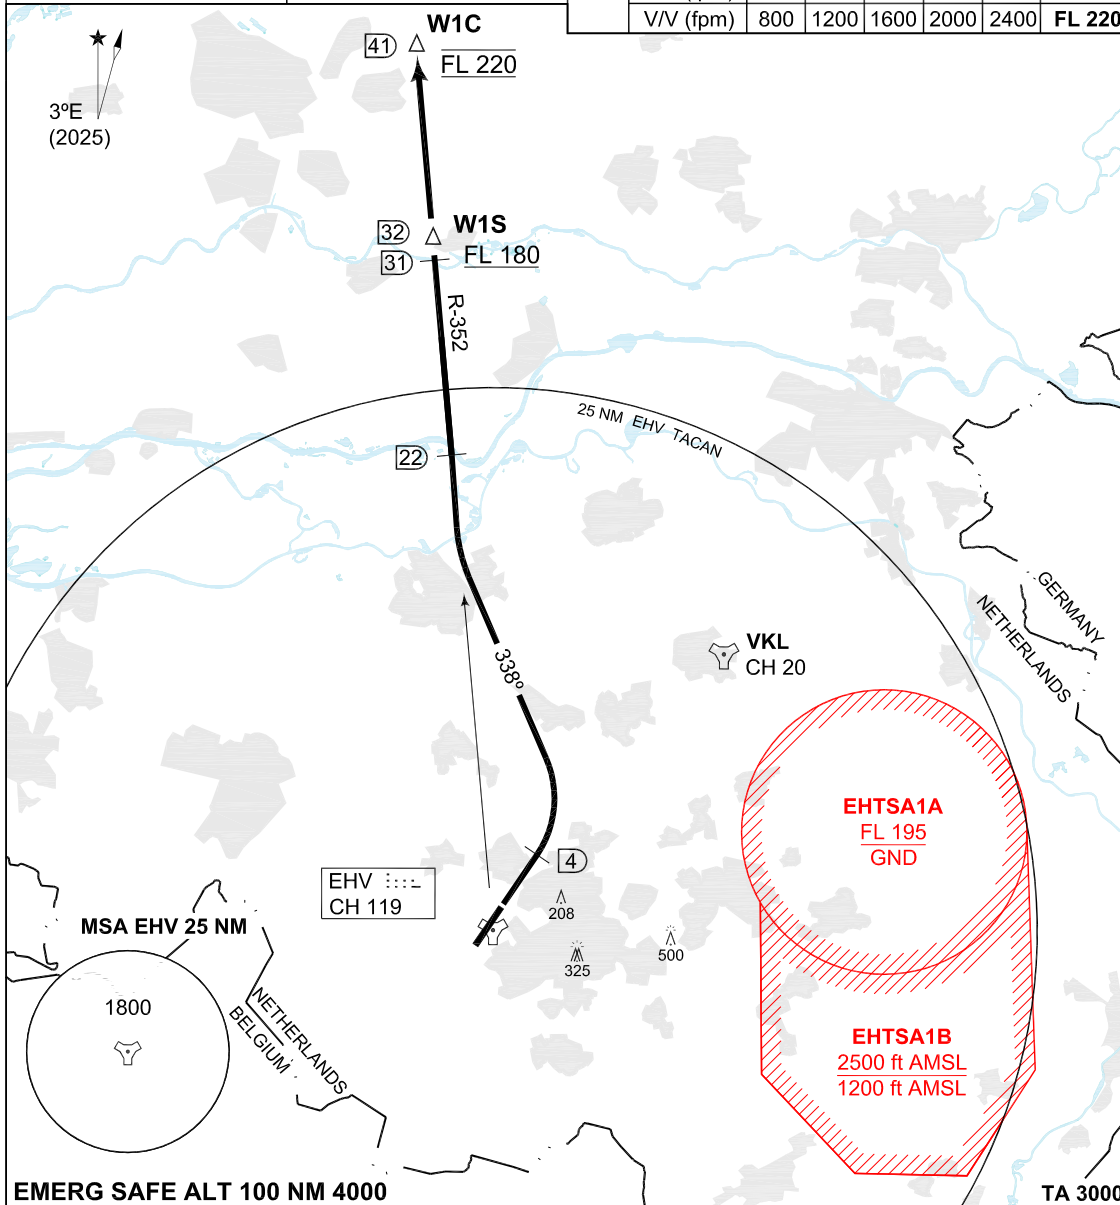 V/V (fpm) 800 1200 1600 2000 2400 FL 220
W1C
41
FL 220
3ºE
(2025)
W1S
32
FL 180
31
R-352
25 NM EHV TACAN
22
GERMANY
NETHERLANDS
VKL
CH 20
338º
EHTSA1A
FL 195
GND
4
EHV
CH 119
208
325
500
MSA EHV 25 NM
1800
NETHERLANDS
BELGIUM
EHTSA1B
2500 ft AMSL
1200 ft AMSL
EMERG SAFE ALT 100 NM 4000
TA 3000